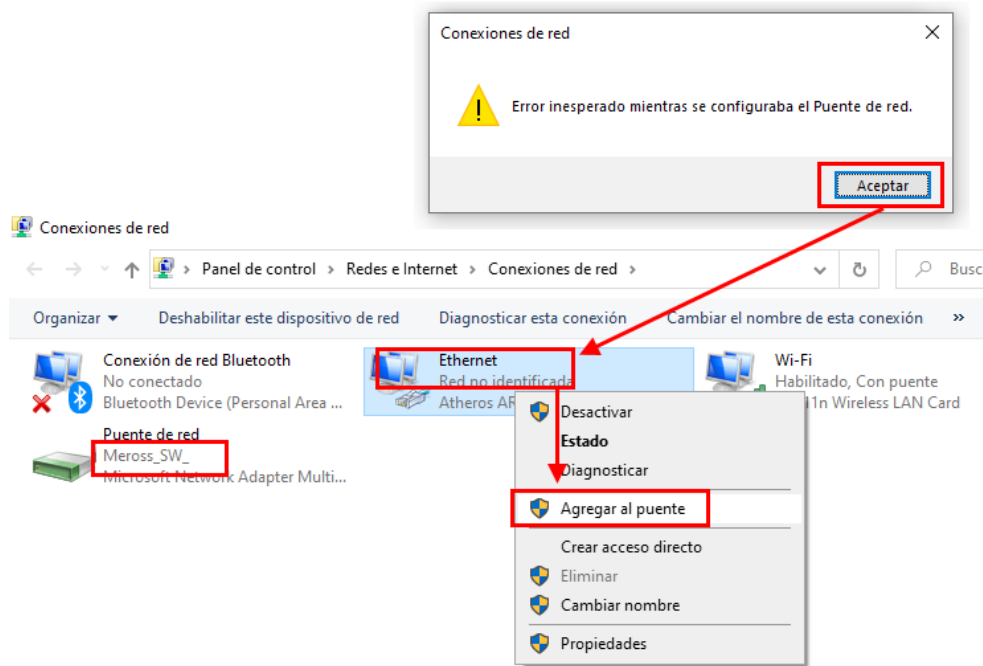 Conexiones de red
Error inesperado mientras se configuraba el Puente de red.
Aceptar
Conexiones de red
Panel de control > Redes e Internet > Conexiones de red >
Busc
Organizar Deshabilitar este dispositivo de red Diagnosticar esta conexión Cambiar el nombre de esta conexión »
Conexión de red Bluetooth
No conectado
Bluetooth Device (Personal Area ...
Ethernet
Red no identificada
Atheros AR
Wi-Fi
Habilitado, Con puente
11n Wireless LAN Card
Puente de red
Meross_SW_
Microsoft Network Adapter Multi...
Desactivar
Estado
Diagnosticar
Agregar al puente
Crear acceso directo
Eliminar
Cambiar nombre
Propiedades